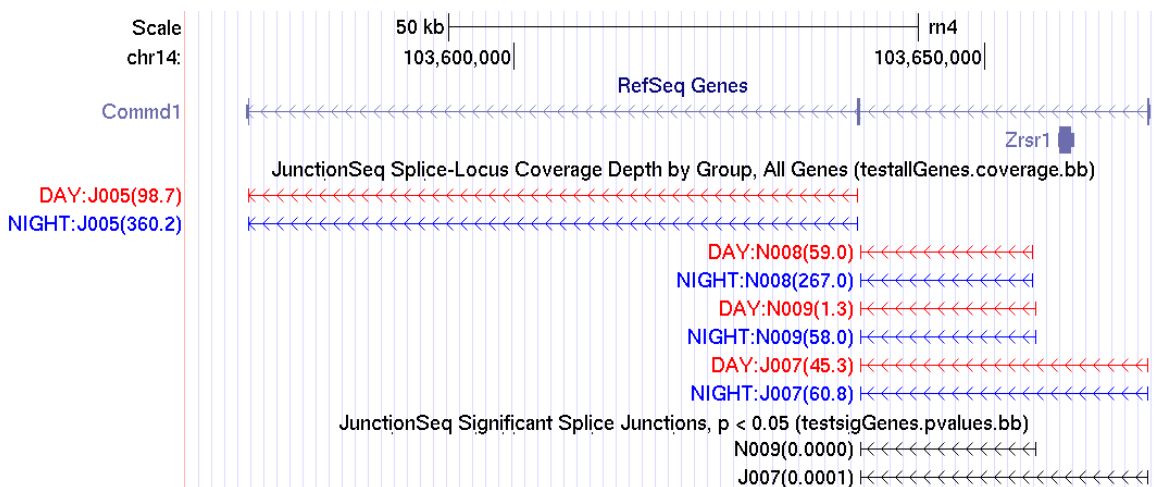 Scale 50 kb rn4
chr14: 103,600,000 103,650,000
RefSeq Genes
Commd1
Zrsr1
JunctionSeq Splice-Locus Coverage Depth by Group, All Genes (testallGenes.coverage.bb)
DAY:J005(98.7)
NIGHT:J005(360.2)
DAY:N008(59.0)
NIGHT:N008(267.0)
DAY:N009(1.3)
NIGHT:N009(58.0)
DAY:J007(45.3)
NIGHT:J007(60.8)
JunctionSeq Significant Splice Junctions, p < 0.05 (testsigGenes.pvalues.bb)
N009(0.0000)
J007(0.0001)